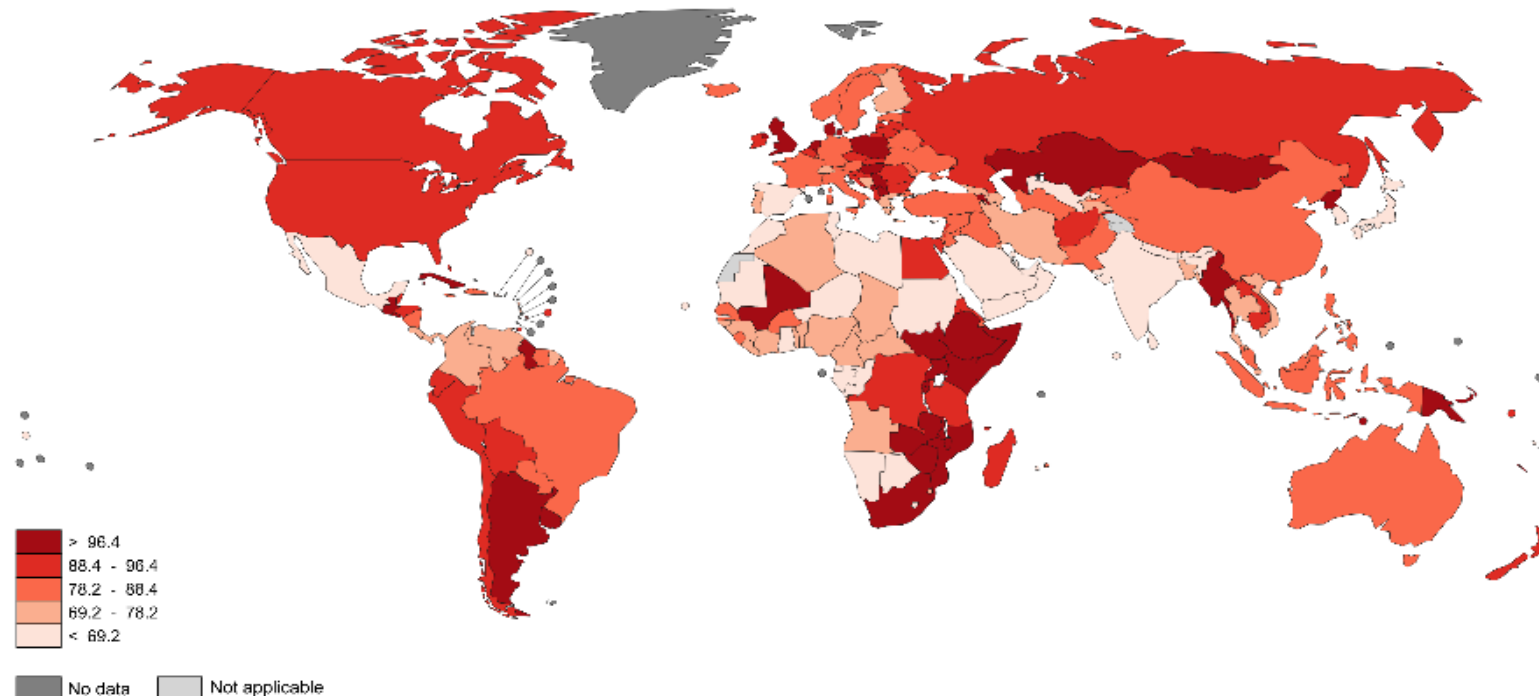 > 96.4
88.4 - 96.4
78.2 - 88.4
69.2 - 78.2
< 69.2
No data
Not applicable